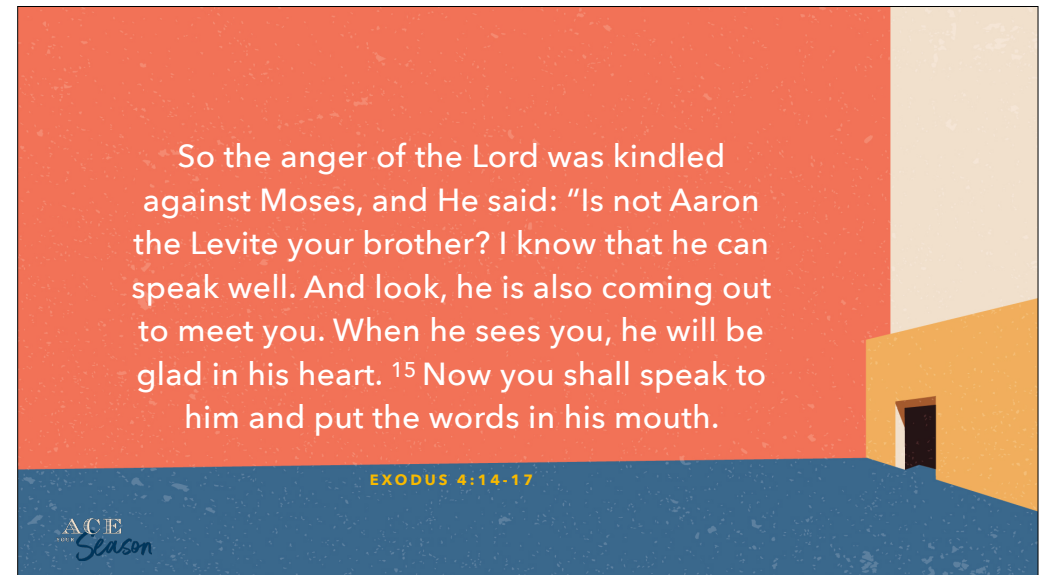 So the anger of the Lord was kindled
against Moses, and He said: “Is not Aaron
the Levite your brother? I know that he can
speak well. And look, he is also coming out
to meet you. When he sees you, he will be
glad in his heart. 15 Now you shall speak to
him and put the words in his mouth.
EXODUS 4:14-17
ACE
YOUR
Season